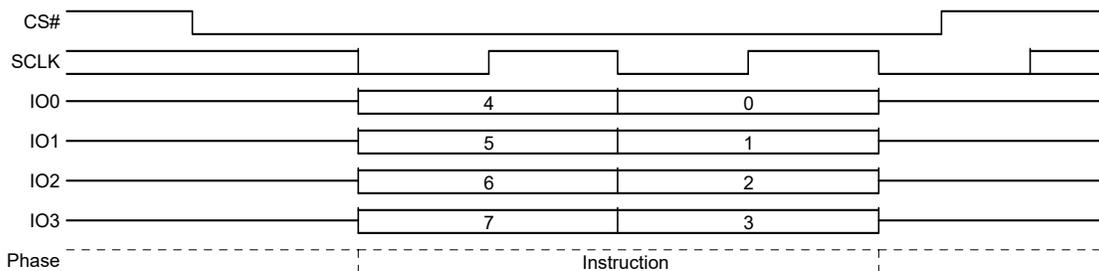 CS#
SCLK
IO0 4 0
IO1 5 1
IO2 6 2
IO3 7 3
Phase Instruction